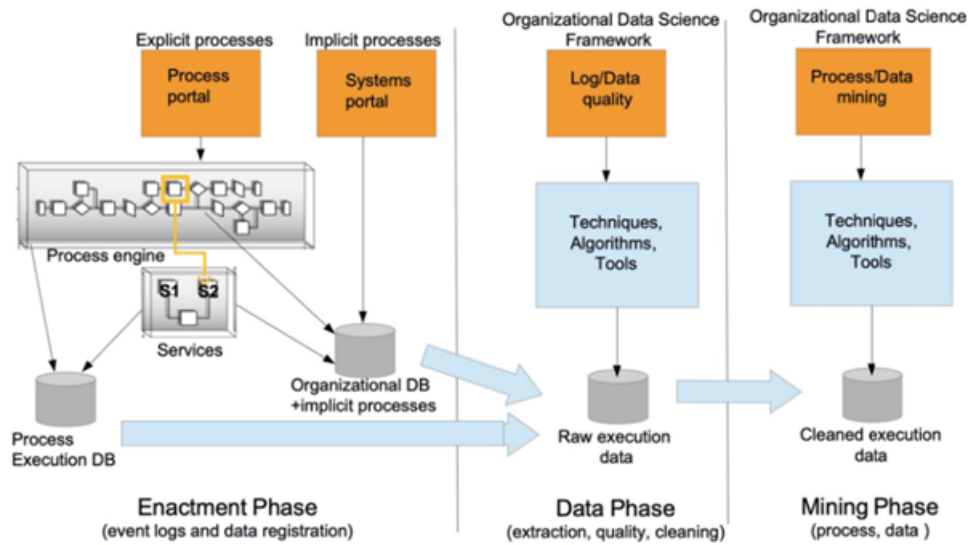 Explicit processes
Process
portal
Implicit processes
Systems
portal
Process engine
S1 S2
Services
Process
Execution DB
Organizational DB
+implicit processes
Enactment Phase
(event logs and data registration)
Organizational Data Science
Framework
Log/Data
quality
Techniques,
Algorithms,
Tools
Raw execution
data
Data Phase
(extraction, quality, cleaning)
Organizational Data Science
Framework
Process/Data
mining
Techniques,
Algorithms,
Tools
Cleaned execution
data
Mining Phase
(process, data )